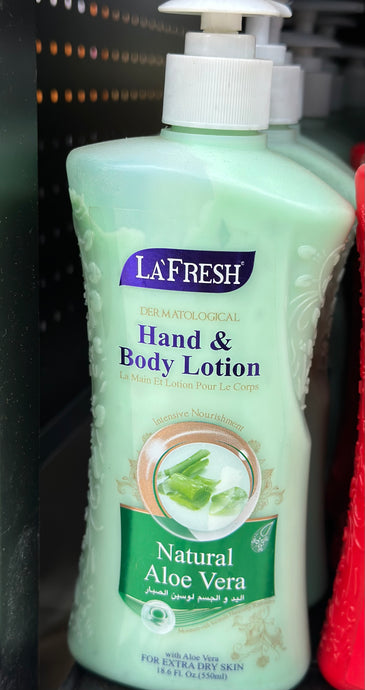 LA`FRESH
DERMATOLOGICAL
Hand &
Body Lotion
La Main Et Lotion Pour Le Corps
Intensive Nourishment
Natural
Aloe Vera
اليد و الجسم لوسين الصبار
with Aloe Vera
FOR EXTRA DRY SKIN
18.6 Fl. Oz.(550ml)